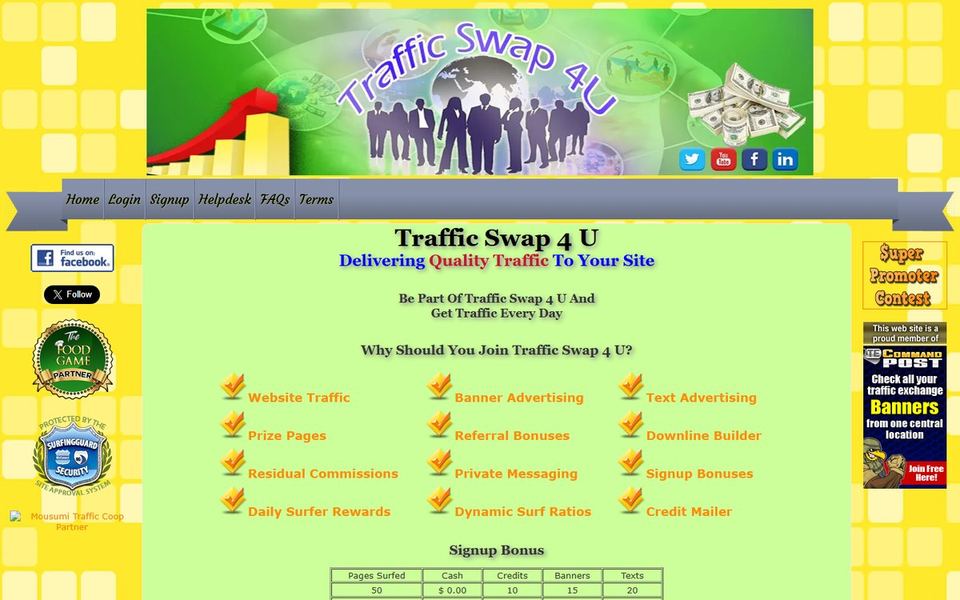 Traffic Swap 4U
You Tube
Home Login Signup Helpdesk FAQs Terms
Find us on: facebook.
X Follow
The FOOD GAME PARTNER
PROTECTED BY THE
SURFINGGUARD
SECURITY
SITE APPROVAL SYSTEM
Mousumi Traffic Coop
Partner
Traffic Swap 4 U
Delivering Quality Traffic To Your Site
Be Part Of Traffic Swap 4 U And
Get Traffic Every Day
Why Should You Join Traffic Swap 4 U?
Website Traffic Banner Advertising Text Advertising
Prize Pages Referral Bonuses Downline Builder
Residual Commissions Private Messaging Signup Bonuses
Daily Surfer Rewards Dynamic Surf Ratios Credit Mailer
Signup Bonus
Pages Surfed Cash Credits Banners Texts
50 $ 0.00 10 15 20
$uper
Promoter
Contest
This web site is a
proud member of
TE COMMAND
POST
Check all your
traffic exchange
Banners
from one central
location
Join Free
Here!